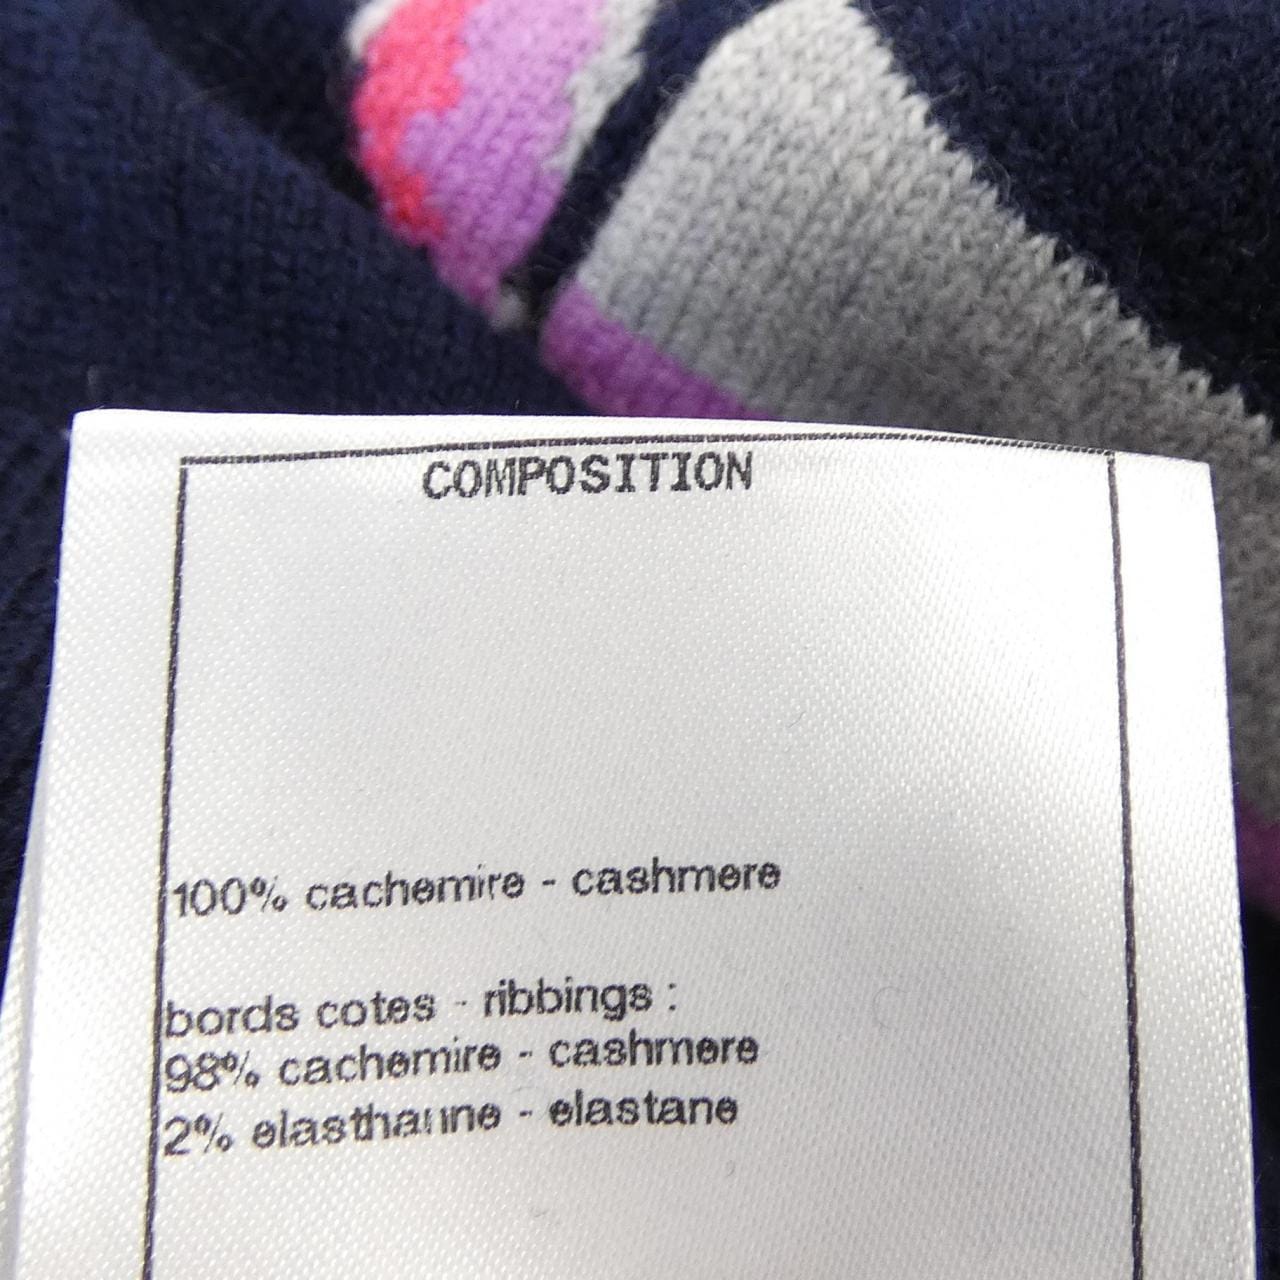 COMPOSITION
100% cachemire - cashmere
bords cotes - ribbings :
98% cachemire - cashmere
2% elasthanne - elastane